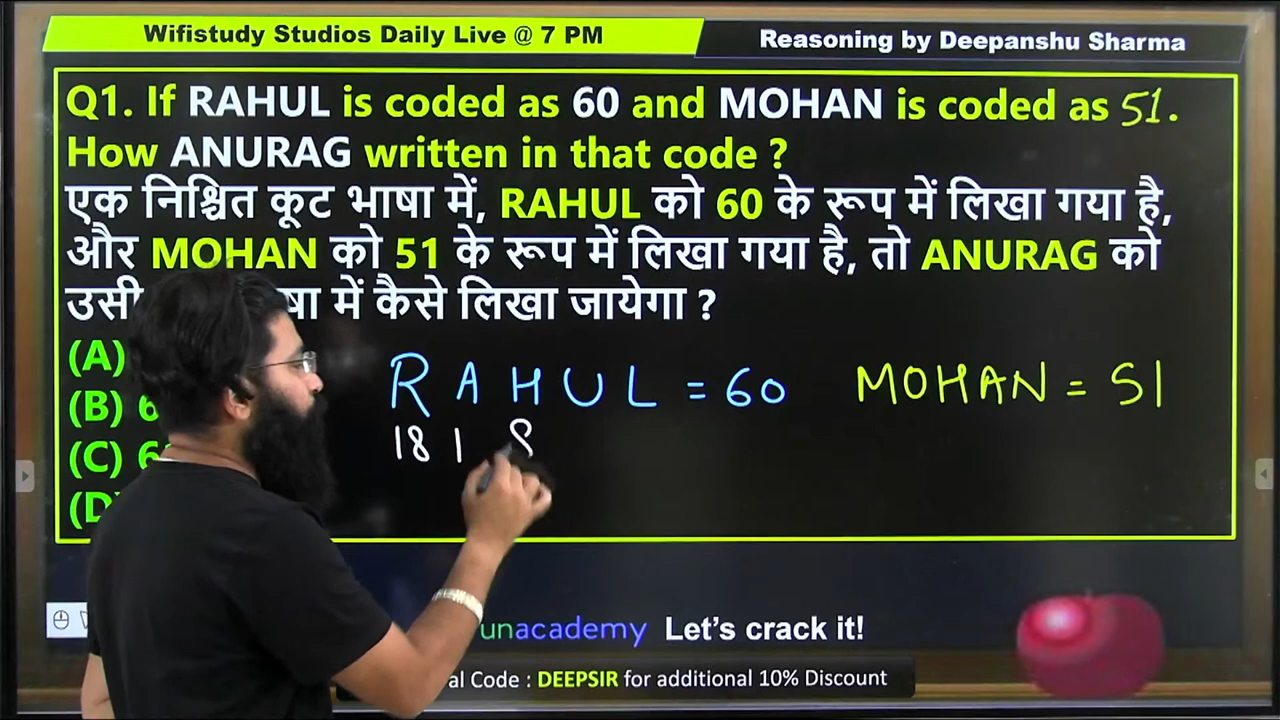 Wifistudy Studios Daily Live @ 7 PM
Reasoning by Deepanshu Sharma
Q1. If RAHUL is coded as 60 and MOHAN is coded as 51.
How ANURAG written in that code ?
एक निश्चित कूट भाषा में, RAHUL को 60 के रूप में लिखा गया है,
और MOHAN को 51 के रूप में लिखा गया है, तो ANURAG को
उसी में कैसे लिखा जायेगा ?
(A)
(B) 6
(C) 6
(D)
R A H U L = 60
MOHAN = 51
18 1 8
unacademy Let's crack it!
Code : DEEPSIR for additional 10% Discount